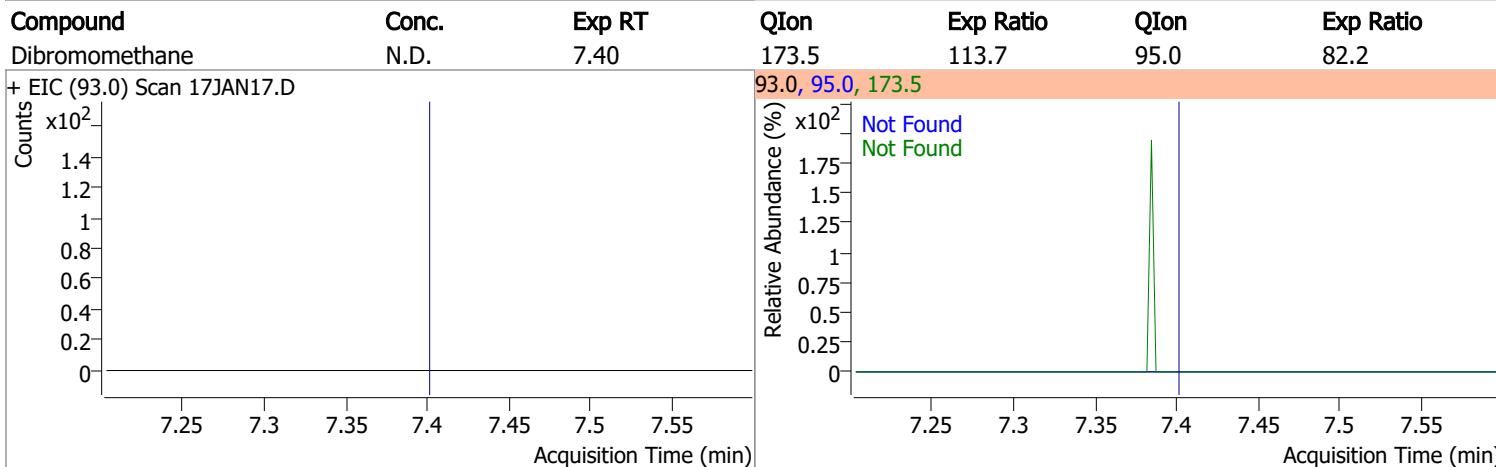 Compound Conc. Exp RT QIon Exp Ratio QIon Exp Ratio
Dibromomethane N.D. 7.40 173.5 113.7 95.0 82.2
+ EIC (93.0) Scan 17JAN17.D
Counts
x10²
1.4
1.2
1
0.8
0.6
0.4
0.2
0
7.25 7.3 7.35 7.4 7.45 7.5 7.55
Acquisition Time (min)
93.0, 95.0, 173.5
Relative Abundance (%)
x10²
Not Found
Not Found
1.75
1.5
1.25
1
0.75
0.5
0.25
0
7.25 7.3 7.35 7.4 7.45 7.5 7.55
Acquisition Time (min)